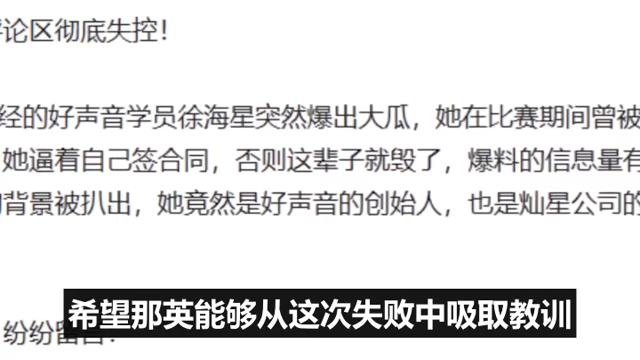 论区彻底失控！
经的好声音学员徐海星突然爆出大瓜，她在比赛期间曾被
她逼着自己签合同，否则这辈子就毁了，爆料的信息量有
背景被扒出，她竟然是好声音的创始人，也是灿星公司的
纷纷留言！
希望那英能够从这次失败中吸取教训